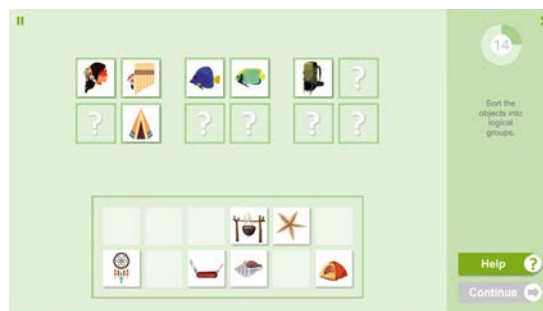 14
Sort the
objects into
logical
groups.
?
? ? ? ? ?
Help ?
Continue